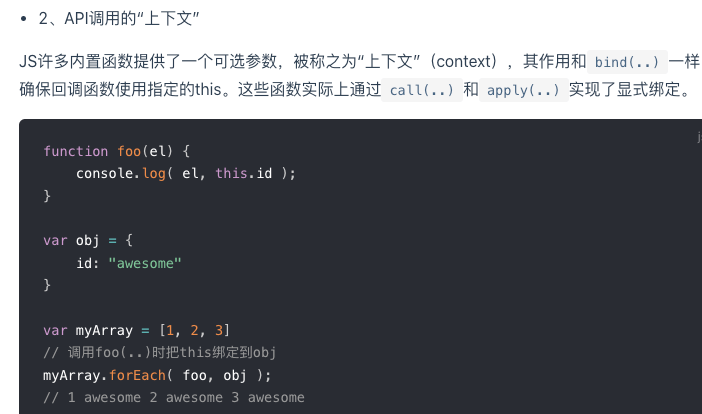 • 2、API调用的“上下文”
JS许多内置函数提供了一个可选参数，被称之为“上下文”（context），其作用和 bind(..) 一样
确保回调函数使用指定的this。这些函数实际上通过 call(..) 和 apply(..) 实现了显式绑定。
function foo(el) {
    console.log( el, this.id );
}
var obj = {
    id: "awesome"
}
var myArray = [1, 2, 3]
// 调用foo(..)时把this绑定到obj
myArray.forEach( foo, obj );
// 1 awesome 2 awesome 3 awesome